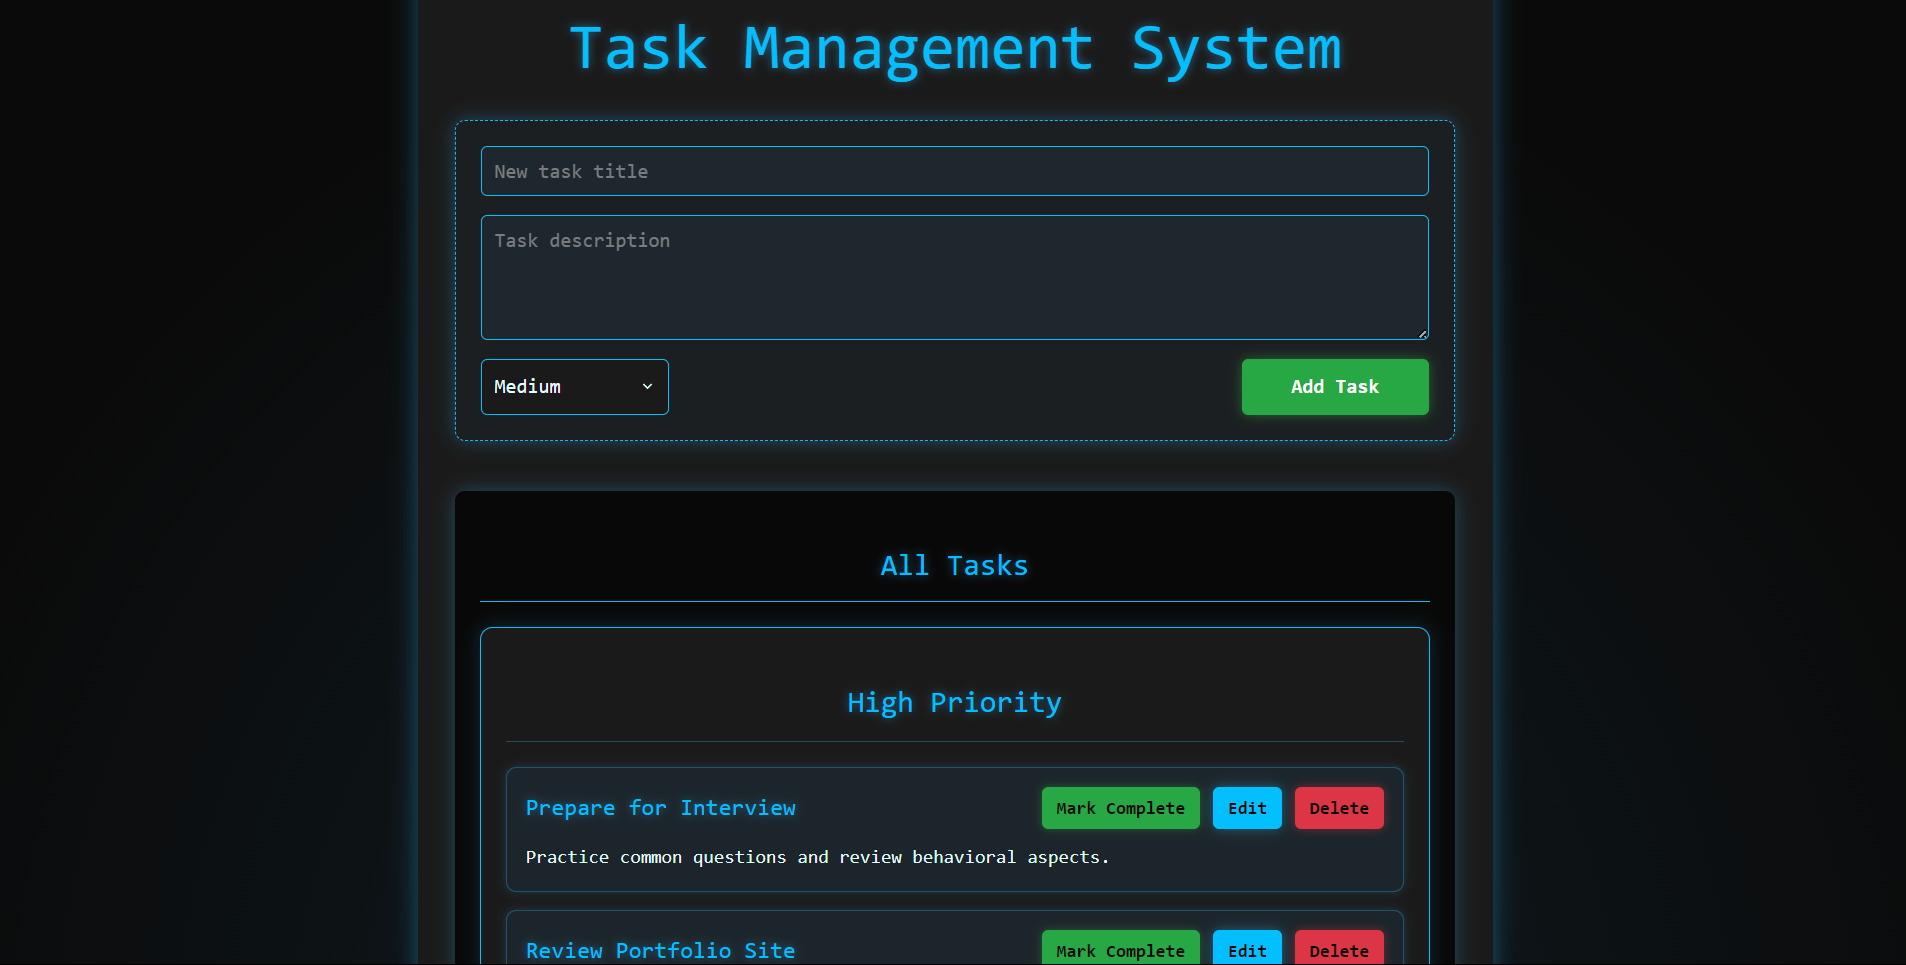 Task Management System
New task title
Task description
Medium
Add Task
All Tasks
High Priority
Prepare for Interview
Mark Complete
Edit
Delete
Practice common questions and review behavioral aspects.
Review Portfolio Site
Mark Complete
Edit
Delete